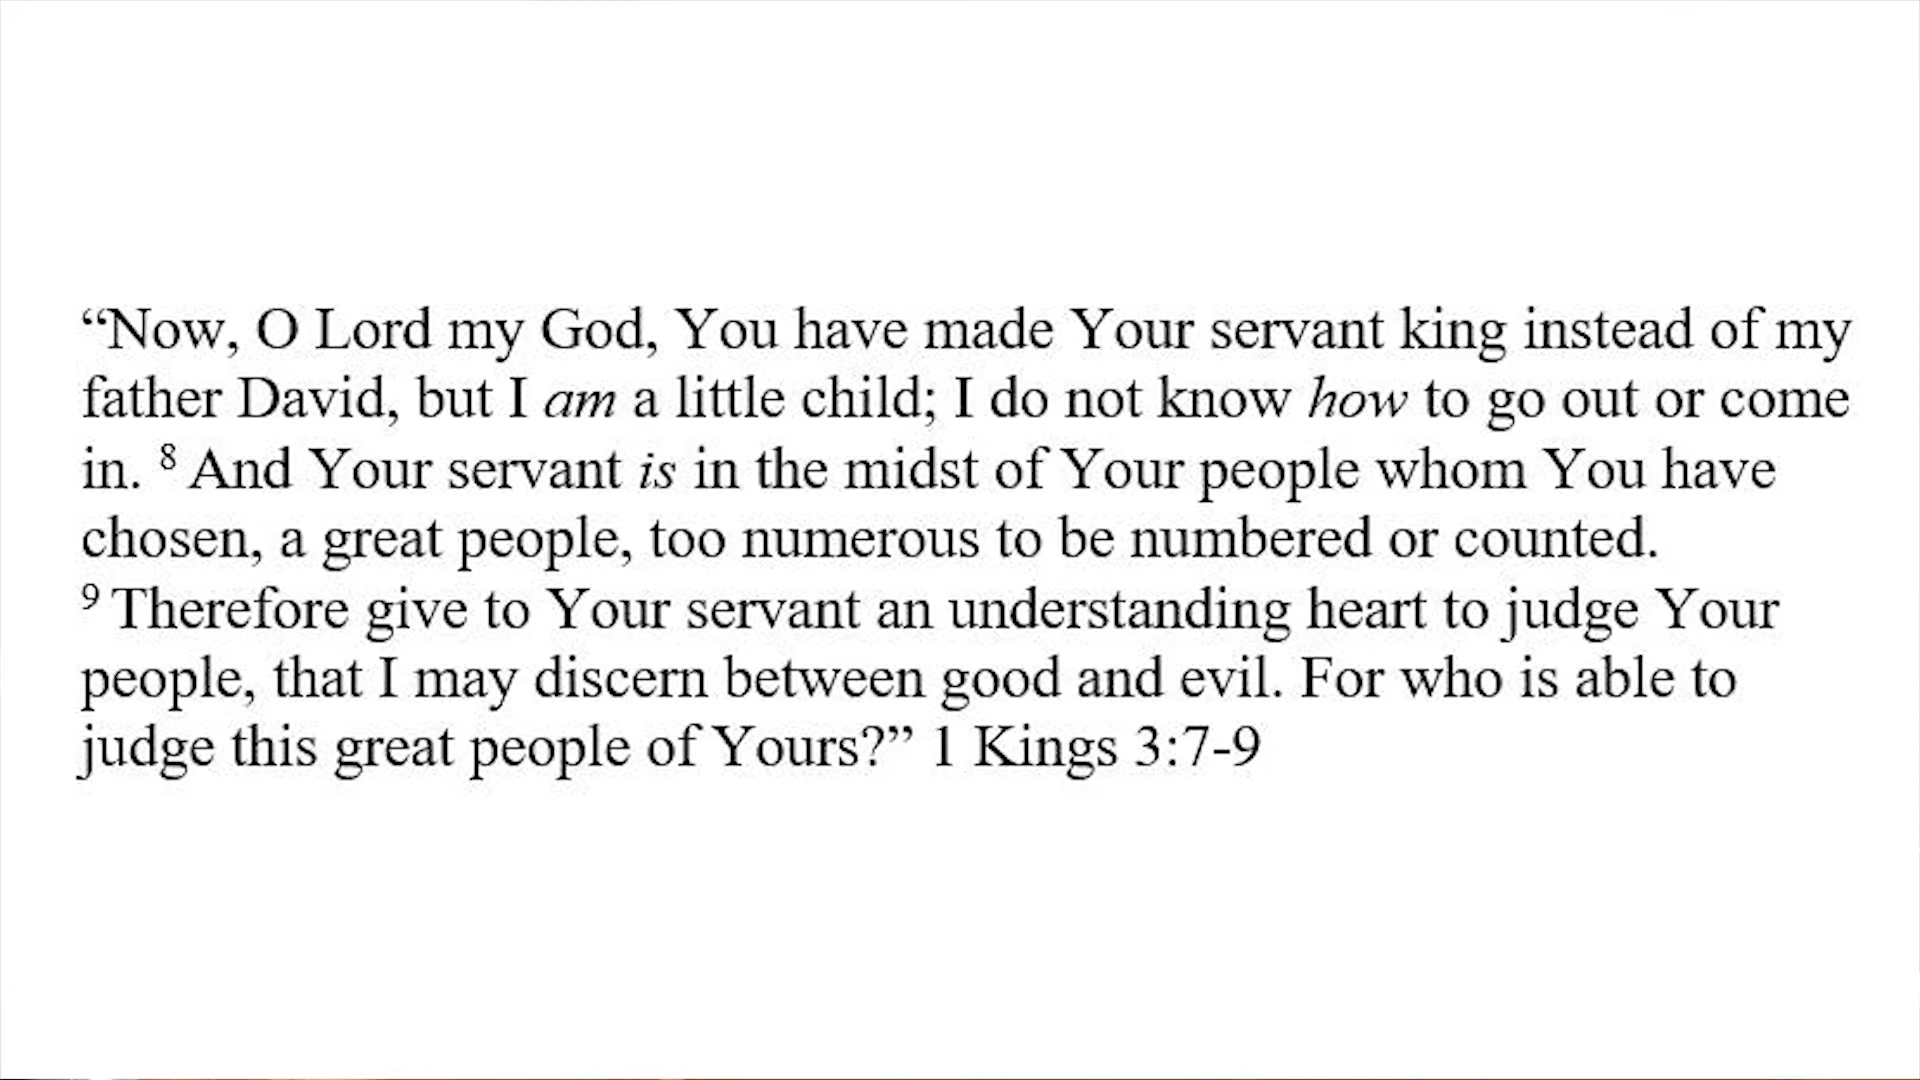 “Now, O Lord my God, You have made Your servant king instead of my
father David, but I am a little child; I do not know how to go out or come
in. ⁸ And Your servant is in the midst of Your people whom You have
chosen, a great people, too numerous to be numbered or counted.
⁹ Therefore give to Your servant an understanding heart to judge Your
people, that I may discern between good and evil. For who is able to
judge this great people of Yours?” 1 Kings 3:7-9